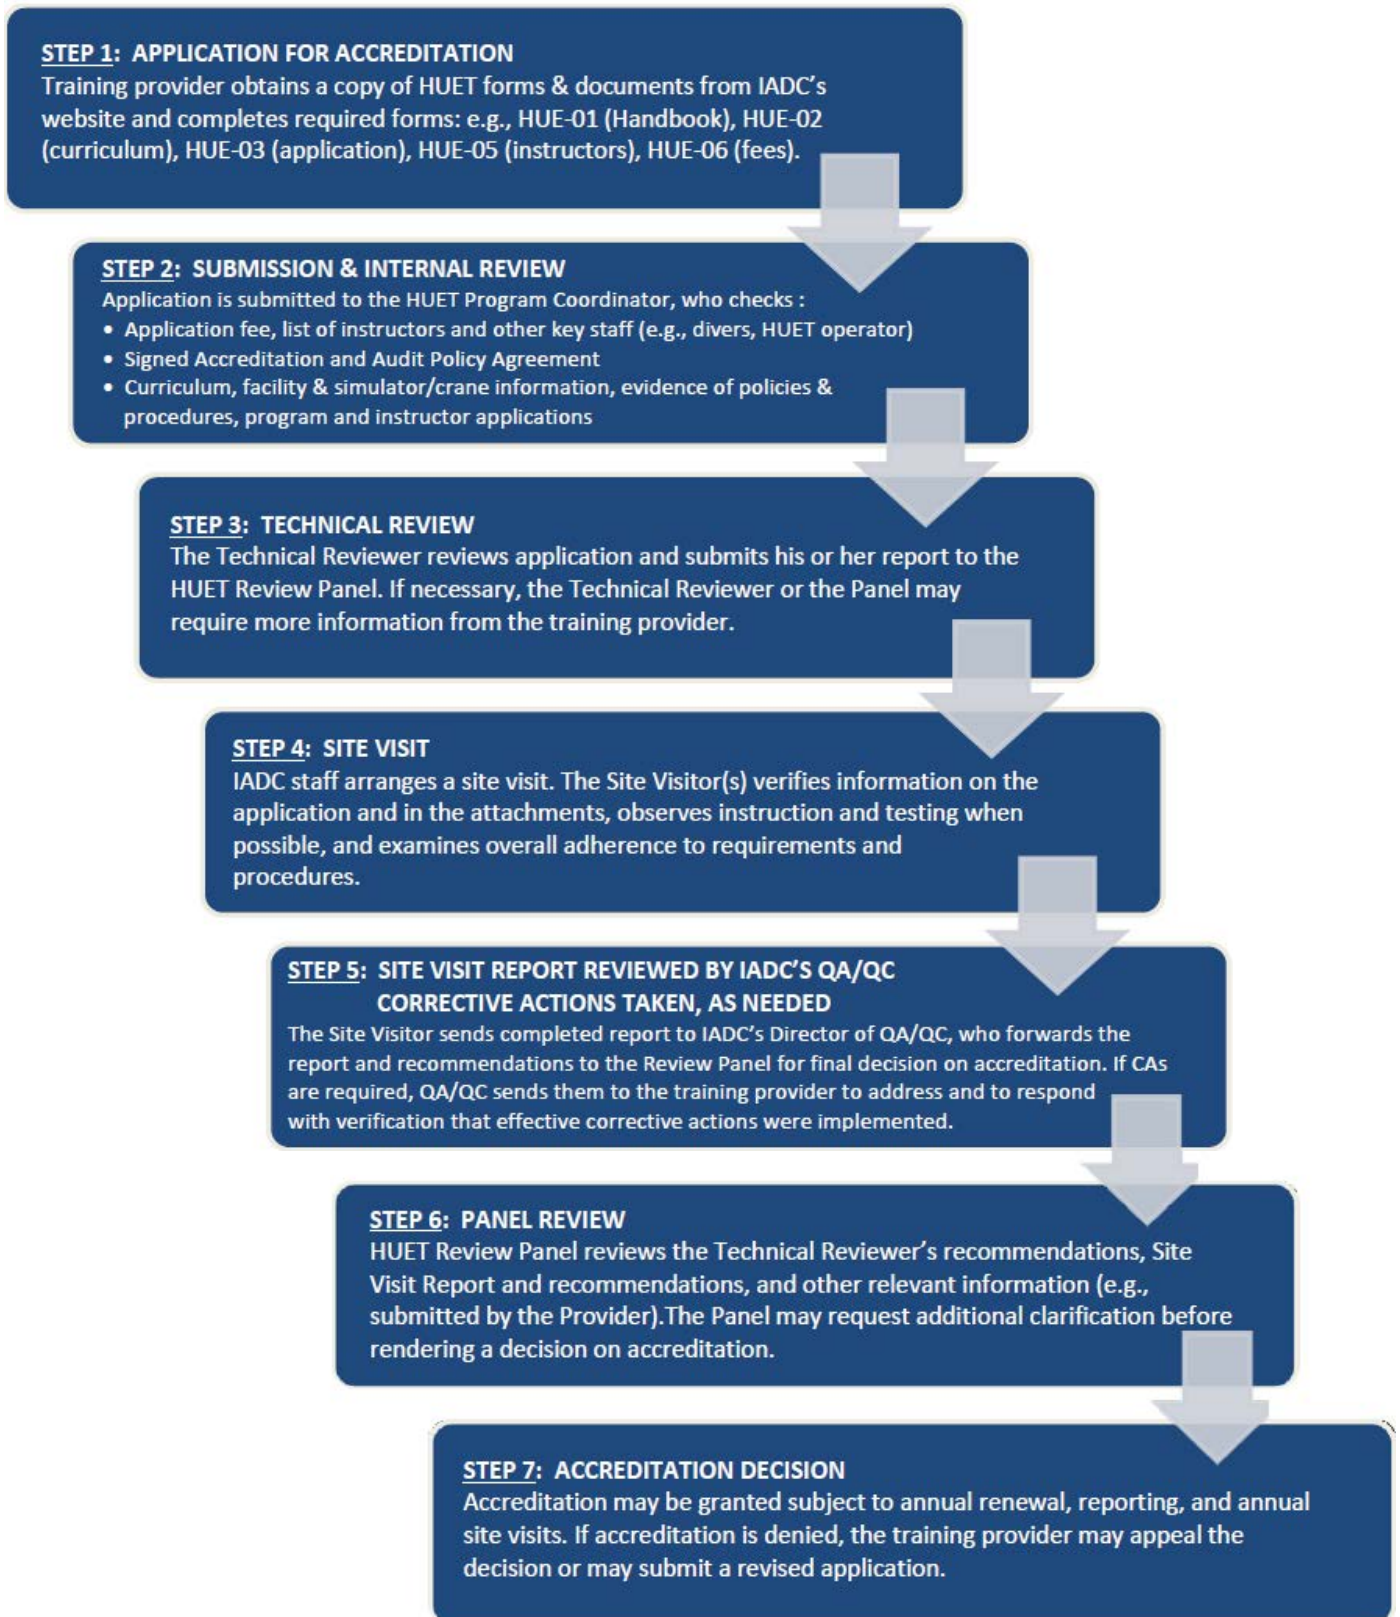 STEP 1: APPLICATION FOR ACCREDITATION
Training provider obtains a copy of HUET forms & documents from IADC's
website and completes required forms: e.g., HUE-01 (Handbook), HUE-02
(curriculum), HUE-03 (application), HUE-05 (instructors), HUE-06 (fees).
STEP 2: SUBMISSION & INTERNAL REVIEW
Application is submitted to the HUET Program Coordinator, who checks :
• Application fee, list of instructors and other key staff (e.g., divers, HUET operator)
• Signed Accreditation and Audit Policy Agreement
• Curriculum, facility & simulator/crane information, evidence of policies &
procedures, program and instructor applications
STEP 3: TECHNICAL REVIEW
The Technical Reviewer reviews application and submits his or her report to the
HUET Review Panel. If necessary, the Technical Reviewer or the Panel may
require more information from the training provider.
STEP 4: SITE VISIT
IADC staff arranges a site visit. The Site Visitor(s) verifies information on the
application and in the attachments, observes instruction and testing when
possible, and examines overall adherence to requirements and
procedures.
STEP 5: SITE VISIT REPORT REVIEWED BY IADC'S QA/QC
CORRECTIVE ACTIONS TAKEN, AS NEEDED
The Site Visitor sends completed report to IADC's Director of QA/QC, who forwards the
report and recommendations to the Review Panel for final decision on accreditation. If CAs
are required, QA/QC sends them to the training provider to address and to respond
with verification that effective corrective actions were implemented.
STEP 6: PANEL REVIEW
HUET Review Panel reviews the Technical Reviewer's recommendations, Site
Visit Report and recommendations, and other relevant information (e.g.,
submitted by the Provider).The Panel may request additional clarification before
rendering a decision on accreditation.
STEP 7: ACCREDITATION DECISION
Accreditation may be granted subject to annual renewal, reporting, and annual
site visits. If accreditation is denied, the training provider may appeal the
decision or may submit a revised application.